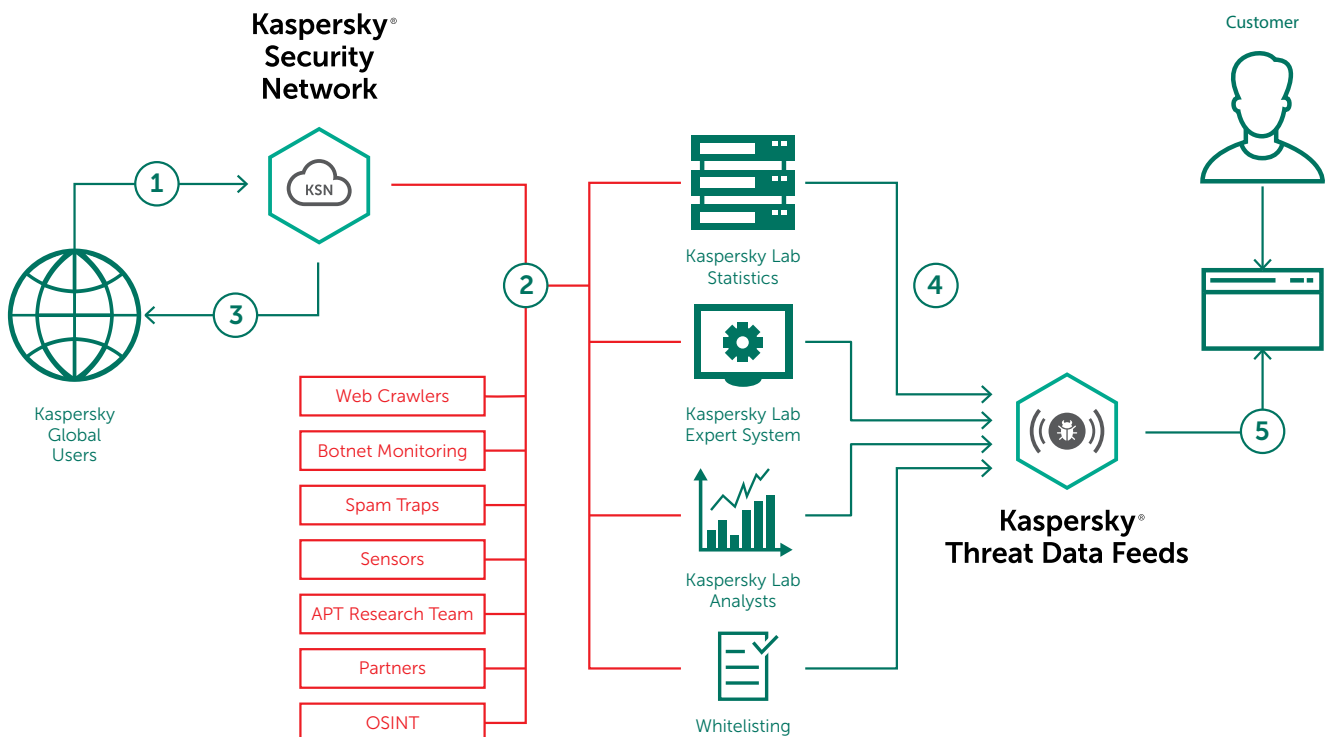 Kaspersky®
Security
Network
Customer
1
KSN
2
3
4
5
Kaspersky
Global
Users
Web Crawlers
Botnet Monitoring
Spam Traps
Sensors
APT Research Team
Partners
OSINT
Kaspersky Lab
Statistics
Kaspersky Lab
Expert System
Kaspersky Lab
Analysts
Whitelisting
Kaspersky®
Threat Data Feeds